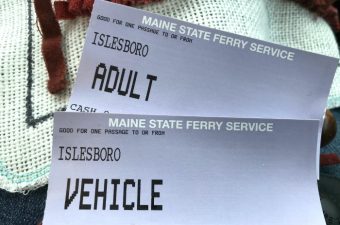 MAINE STATE FERRY SERVICE
GOOD FOR ONE PASSAGE TO OR FROM
ISLESBORO
ADULT
CASH
MAINE STATE FERRY SERVICE
GOOD FOR ONE PASSAGE TO OR FROM
ISLESBORO
VEHICLE